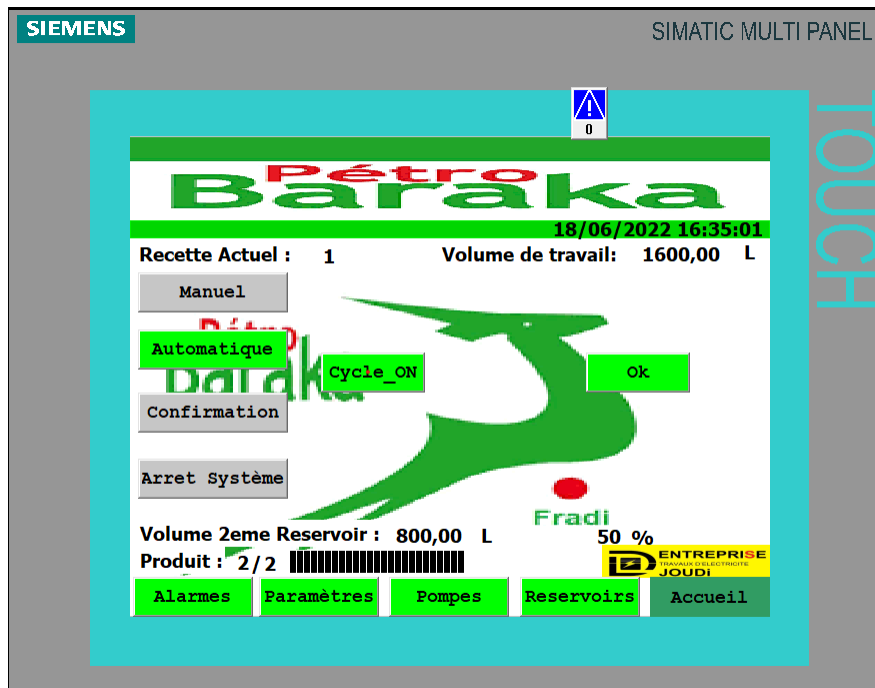 SIEMENS
SIMATIC MULTI PANEL
TOUCH
0
Pétro
Baraka
18/06/2022 16:35:01
Recette Actuel : 1 Volume de travail: 1600,00 L
Manuel
Pétro
Automatique
Baraka
Cycle_ON
Ok
Confirmation
Arret Système
Fradi
Volume 2eme Reservoir : 800,00 L 50 %
Produit : 2/2
ENTREPRISE
TRAVAUX D'ELECTRICITE
JOUDi
Alarmes Paramètres Pompes Reservoirs Accueil